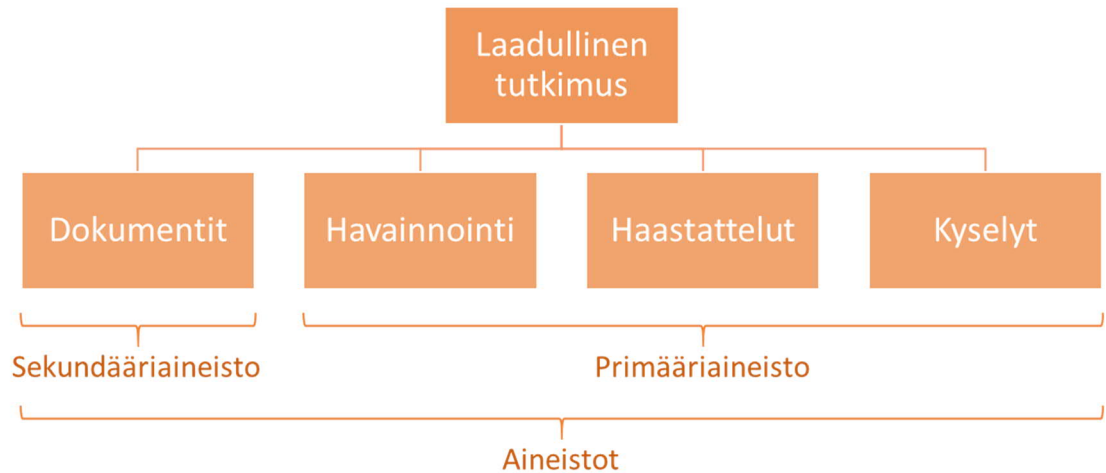 Laadullinen
tutkimus
Dokumentit
Havainnointi
Haastattelut
Kyselyt
Sekundääriaineisto
Primääriaineisto
Aineistot